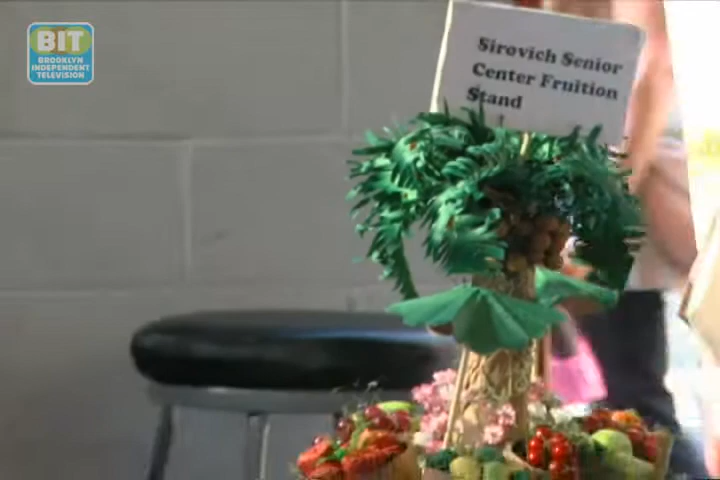 BIT
BROOKLYN
INDEPENDENT
TELEVISION
Sirovich Senior
Center Fruition
Stand